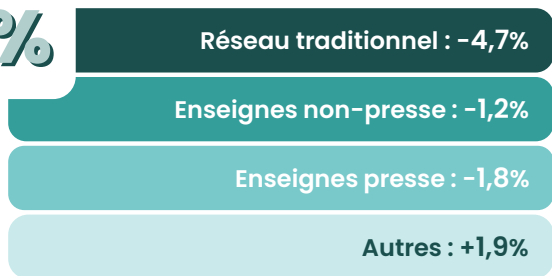 %
Réseau traditionnel : -4,7%
Enseignes non-presse : -1,2%
Enseignes presse : -1,8%
Autres : +1,9%